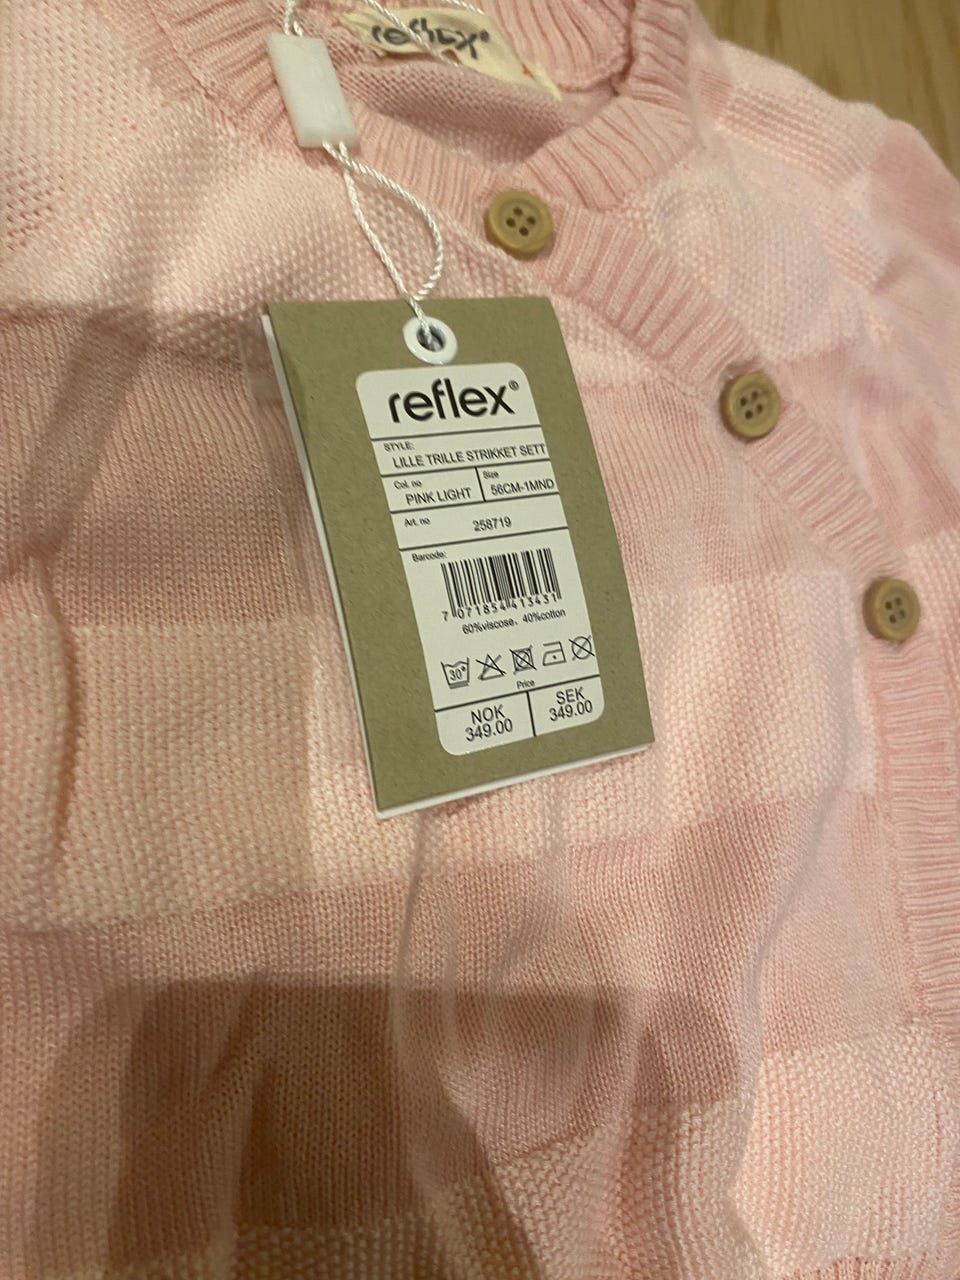 reflex®
reflex®
STYLE:
LILLE TRILLE STRIKKET SETT
Col. no
PINK LIGHT
Size
56CM-1MND
Art. no
258719
Barcode:
7 071854 413431
60%viscose, 40%cotton
30°
Price
NOK
349.00
SEK
349.00